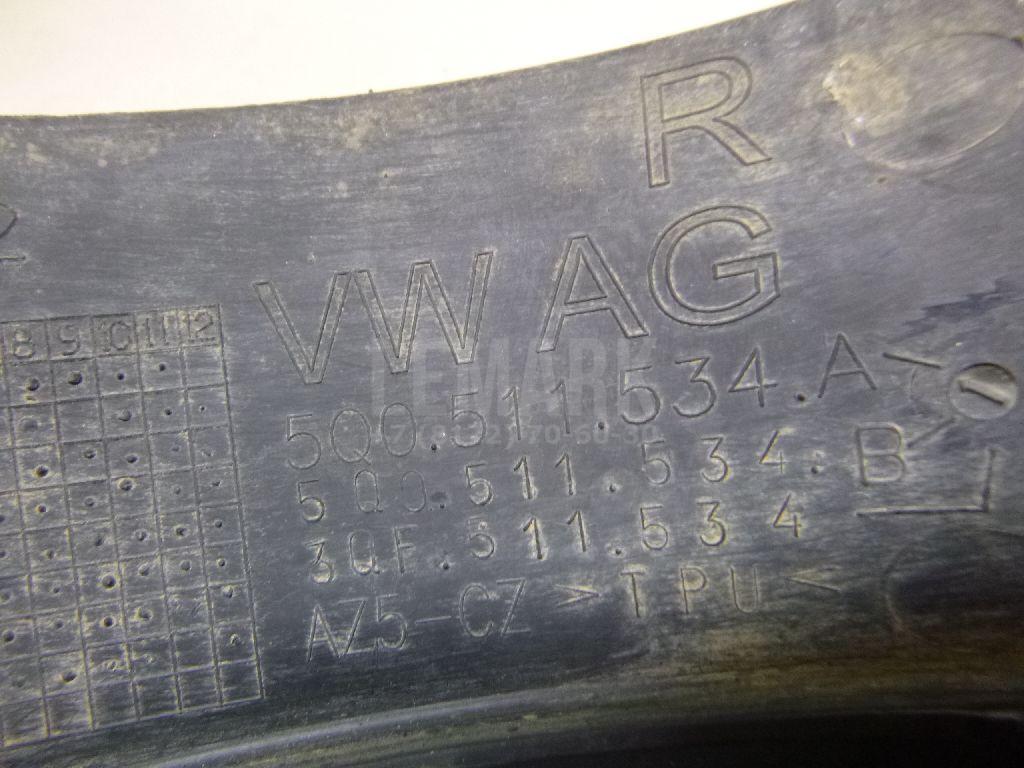 R
VW AG
8 9 10 11 12
5Q0.511.534.A
5Q0.511.534. B
3QF.511.534
AZ5-CZ >TPU<
TEMARK